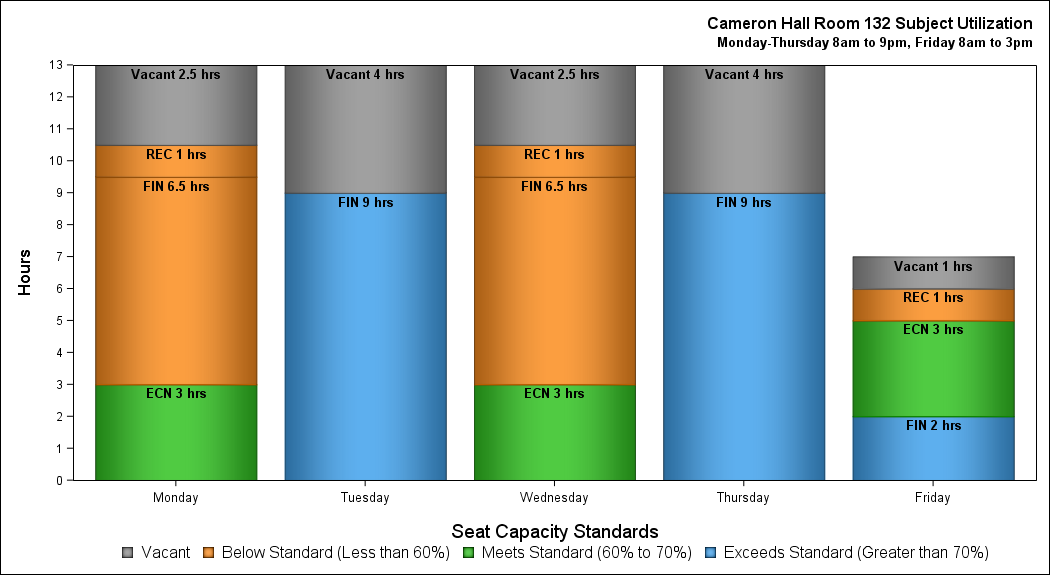 Cameron Hall Room 132 Subject Utilization
Monday-Thursday 8am to 9pm, Friday 8am to 3pm
Hours
13
12
11
10
9
8
7
6
5
4
3
2
1
0
Vacant 2.5 hrs
REC 1 hrs
FIN 6.5 hrs
ECN 3 hrs
Vacant 4 hrs
FIN 9 hrs
Vacant 2.5 hrs
REC 1 hrs
FIN 6.5 hrs
ECN 3 hrs
Vacant 4 hrs
FIN 9 hrs
Vacant 1 hrs
REC 1 hrs
ECN 3 hrs
FIN 2 hrs
Monday Tuesday Wednesday Thursday Friday
Seat Capacity Standards
Vacant Below Standard (Less than 60%) Meets Standard (60% to 70%) Exceeds Standard (Greater than 70%)